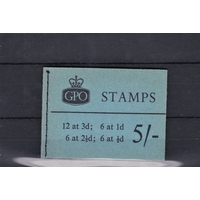 GPO
STAMPS
12 at 3d; 6 at 1d
6 at 2½d; 6 at ½d
5/-